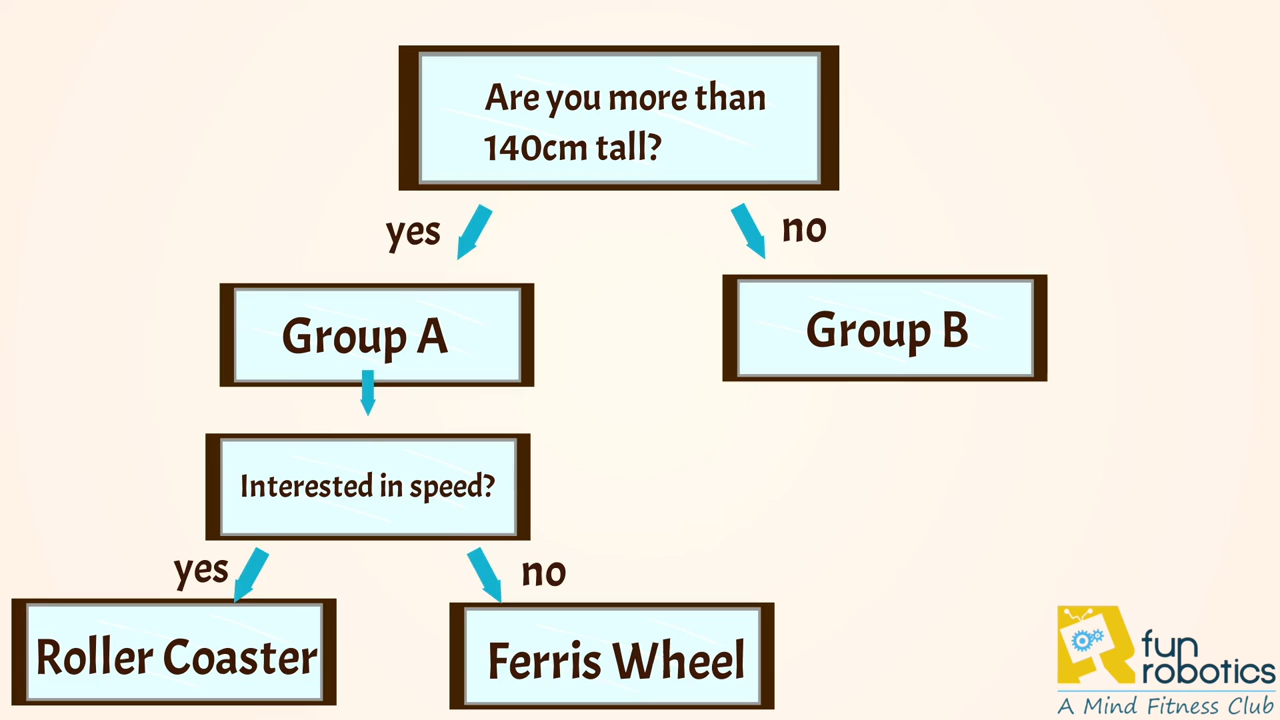 Are you more than
140cm tall?
yes
no
Group A
Group B
Interested in speed?
yes
no
Roller Coaster
Ferris Wheel
fun
robotics
A Mind Fitness Club